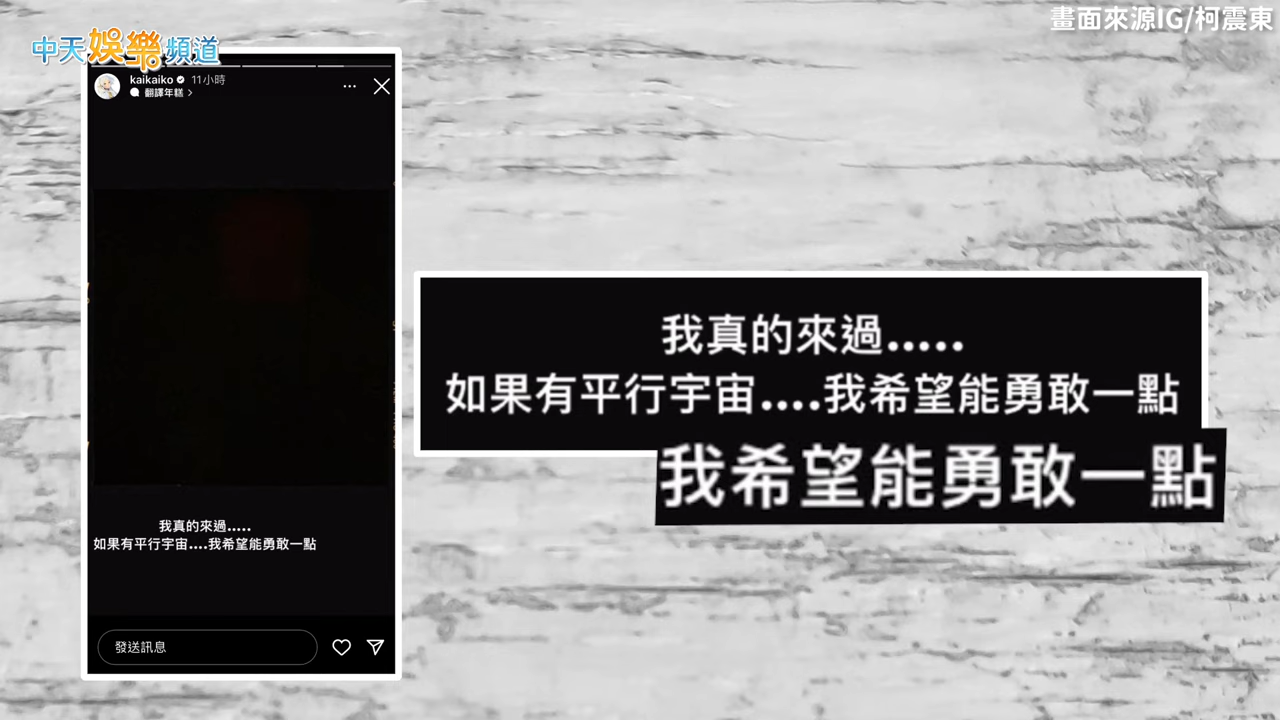 畫面來源IG/柯震東
中天娛樂頻道
kaikaiko 11小時
翻譯年糕 >
我真的來過.....
如果有平行宇宙....我希望能勇敢一點
發送訊息
我真的來過.....
如果有平行宇宙....我希望能勇敢一點
我希望能勇敢一點